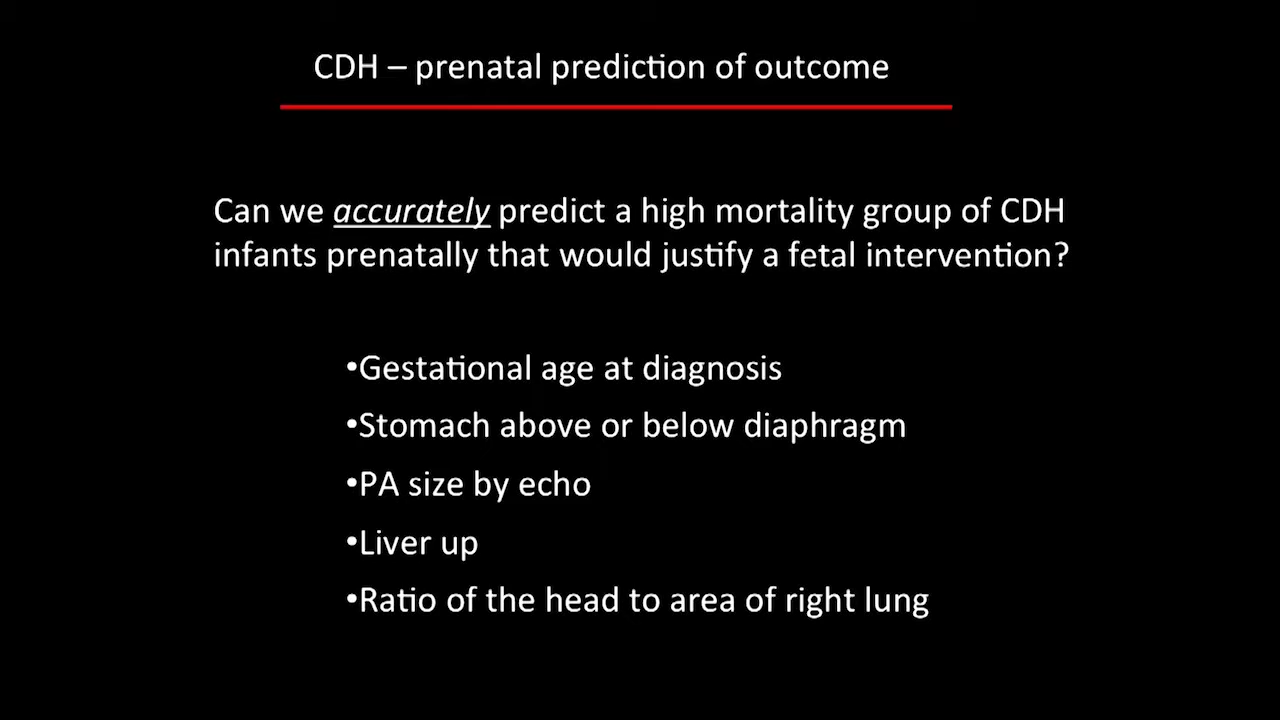 CDH – prenatal prediction of outcome
Can we accurately predict a high mortality group of CDH
infants prenatally that would justify a fetal intervention?
•Gestational age at diagnosis
•Stomach above or below diaphragm
•PA size by echo
•Liver up
•Ratio of the head to area of right lung